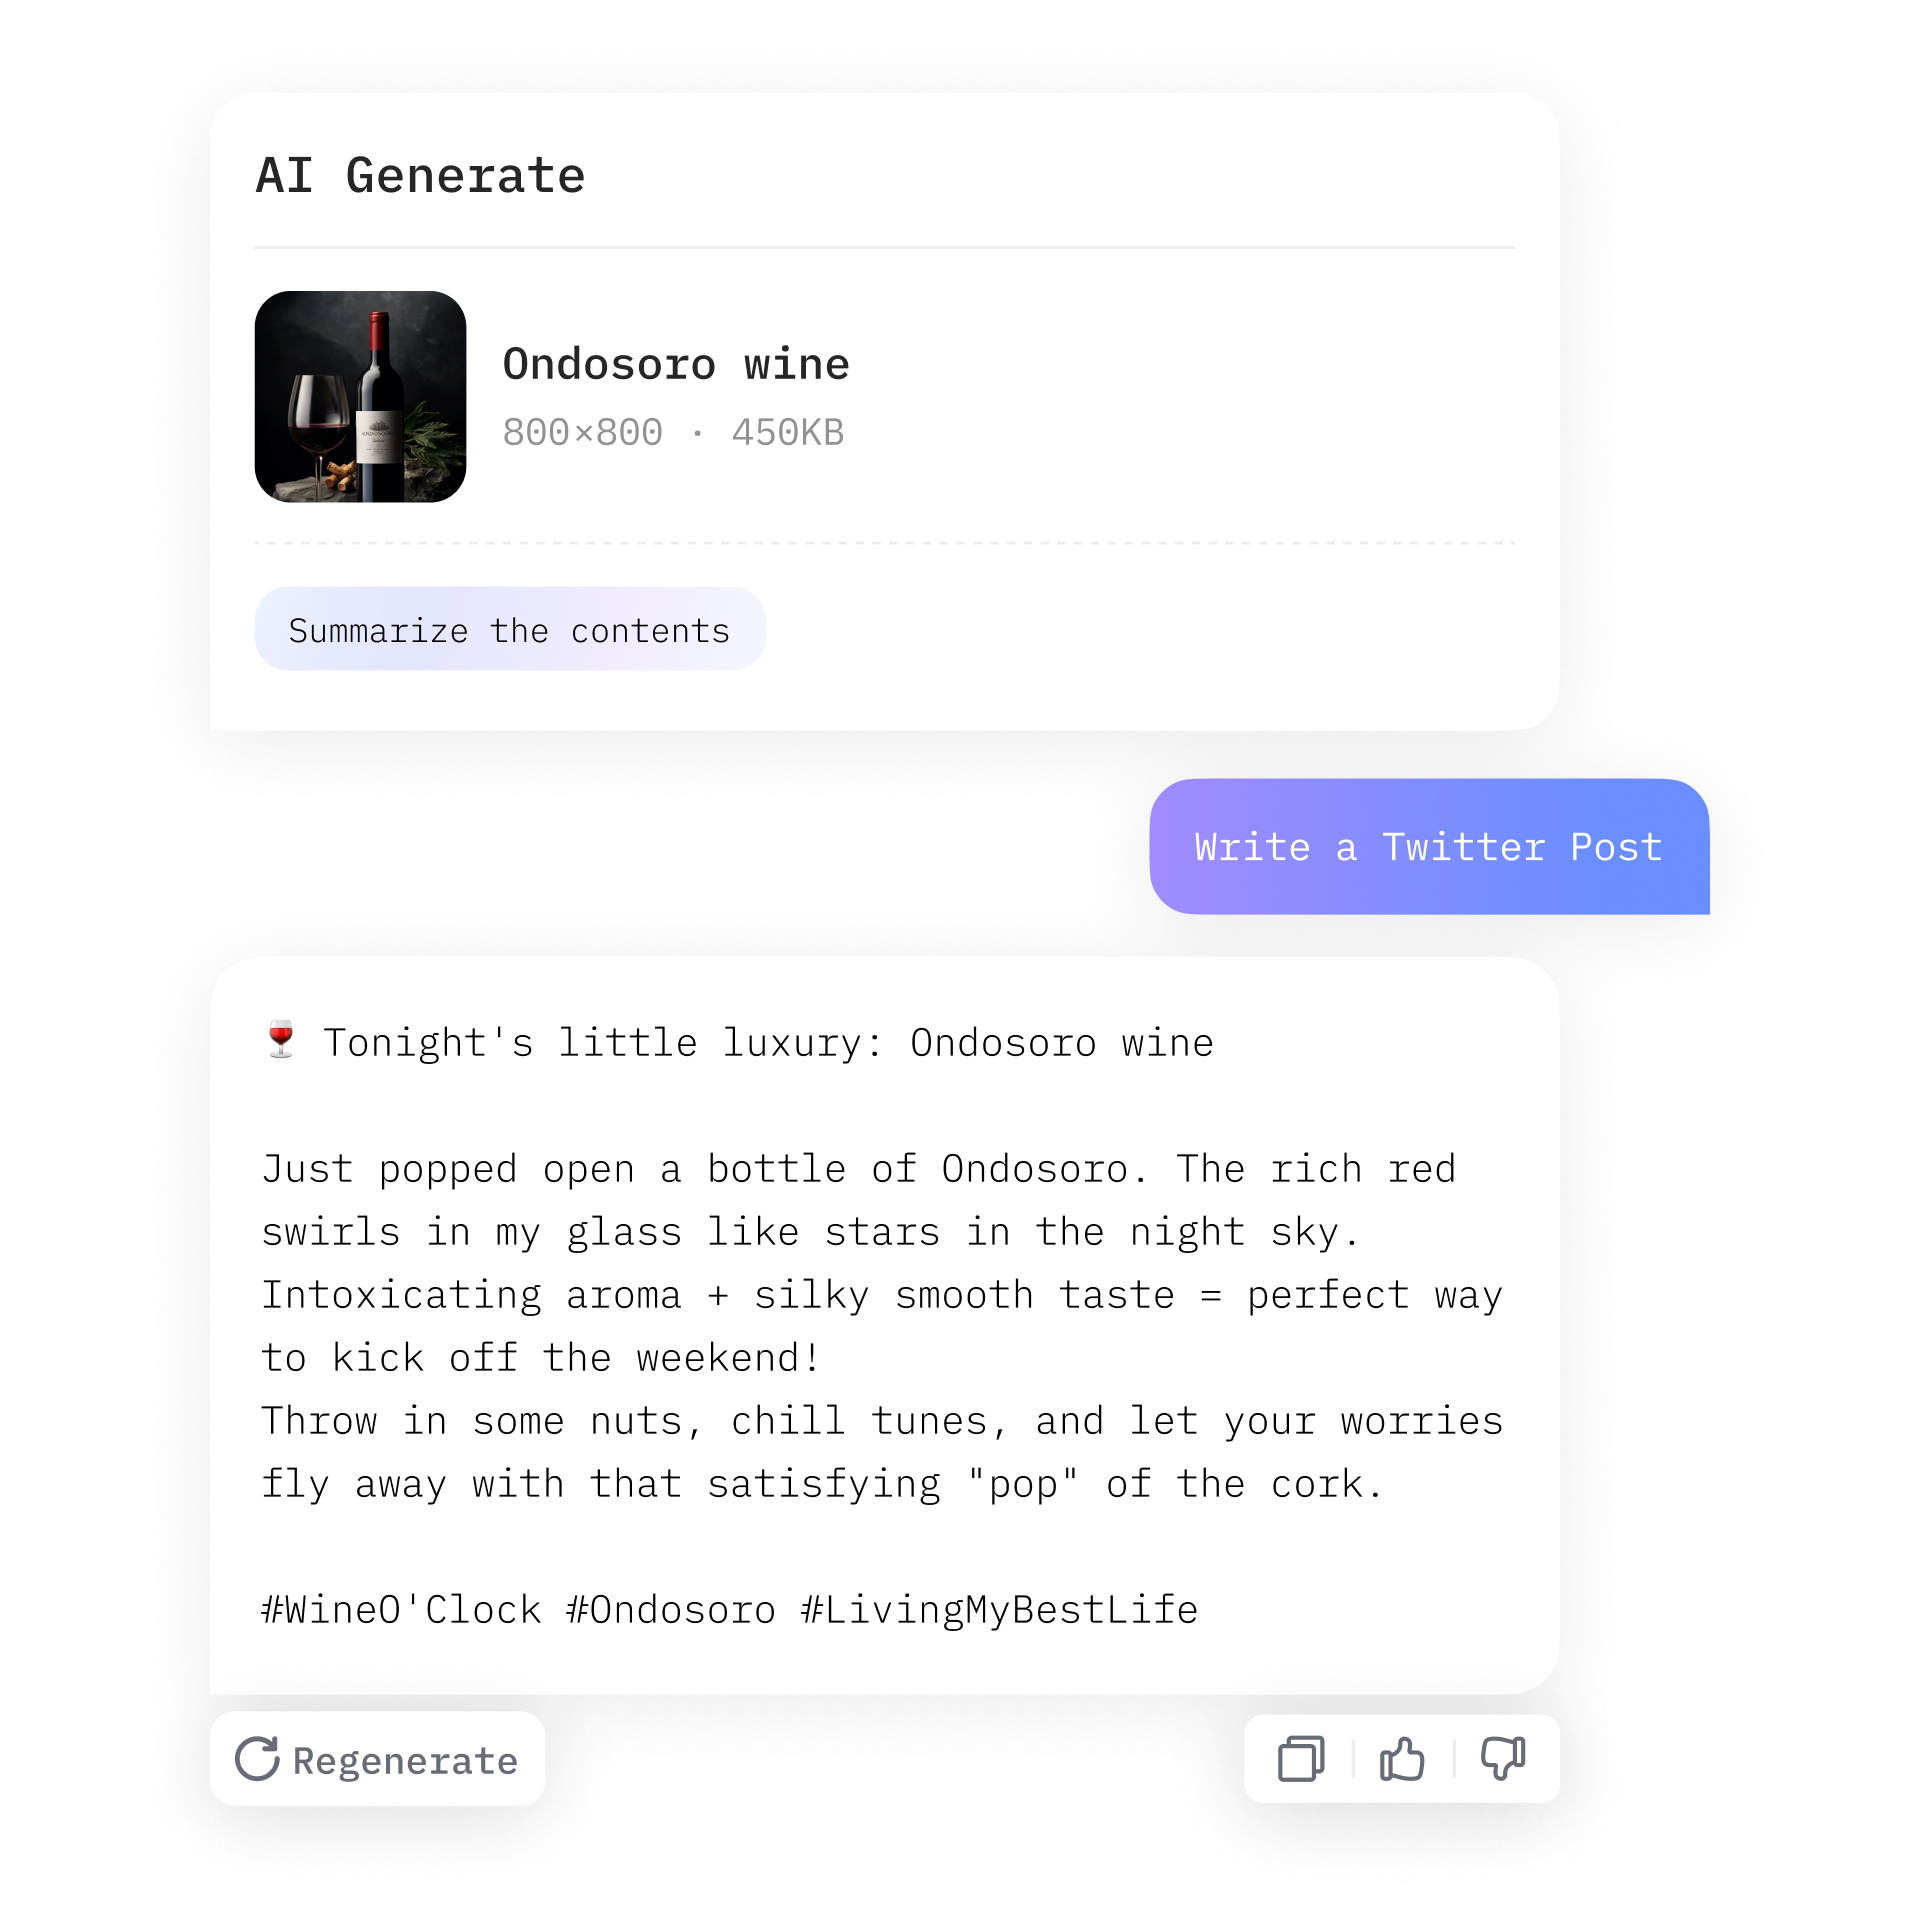 AI Generate
Ondosoro wine
800×800 · 450KB
Summarize the contents
Write a Twitter Post
🍷 Tonight's little luxury: Ondosoro wine
Just popped open a bottle of Ondosoro. The rich red
swirls in my glass like stars in the night sky.
Intoxicating aroma + silky smooth taste = perfect way
to kick off the weekend!
Throw in some nuts, chill tunes, and let your worries
fly away with that satisfying "pop" of the cork.
#WineO'Clock #Ondosoro #LivingMyBestLife
Regenerate